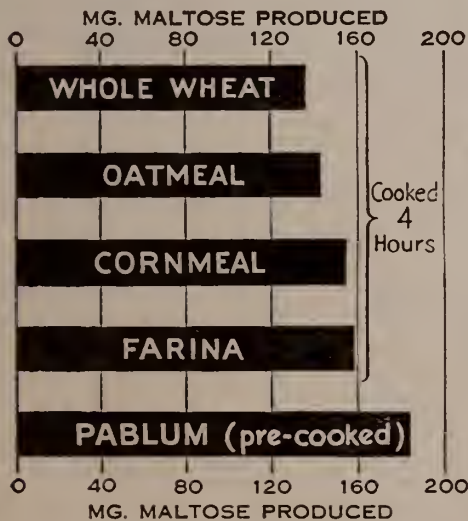 MG. MALTOSE PRODUCED
0 40 80 120 160 200
WHOLE WHEAT
OATMEAL
CORNMEAL
FARINA
Cooked
4
Hours
PABLUM (pre-cooked)
0 40 80 120 160 200
MG. MALTOSE PRODUCED